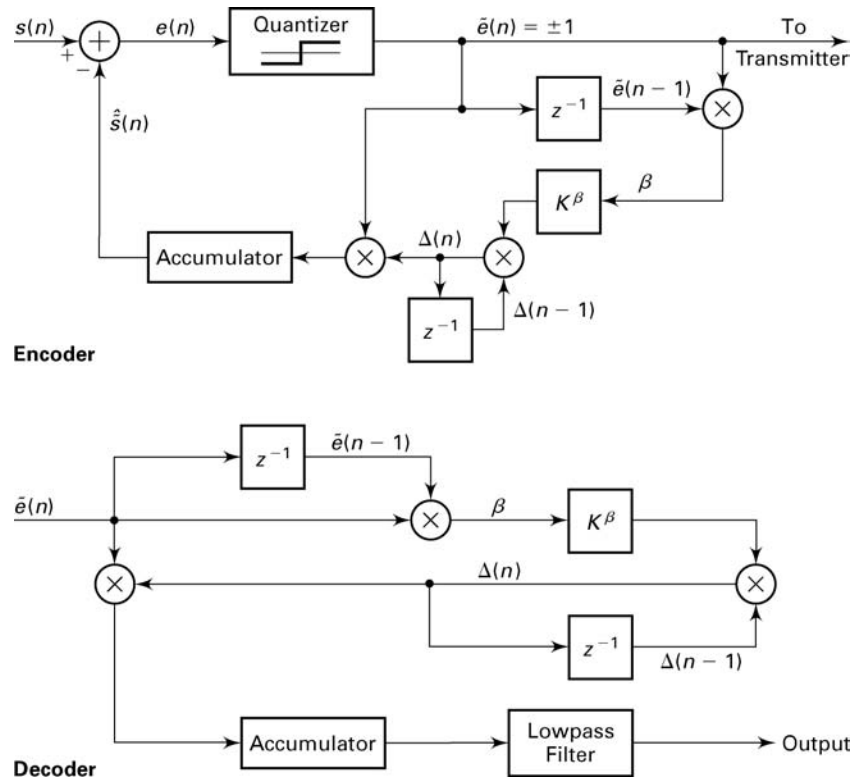 s(n)
e(n)
Quantizer
ẽ(n) = ±1
To
Transmitter
+
+
−
ŝ̂(n)
z⁻¹
ẽ(n − 1)
×
β
K^β
×
Δ(n)
×
Accumulator
z⁻¹
Δ(n − 1)
Encoder
z⁻¹
ẽ(n − 1)
ẽ(n)
×
β
K^β
×
Δ(n)
×
z⁻¹
Δ(n − 1)
Accumulator
Lowpass
Filter
Output
Decoder